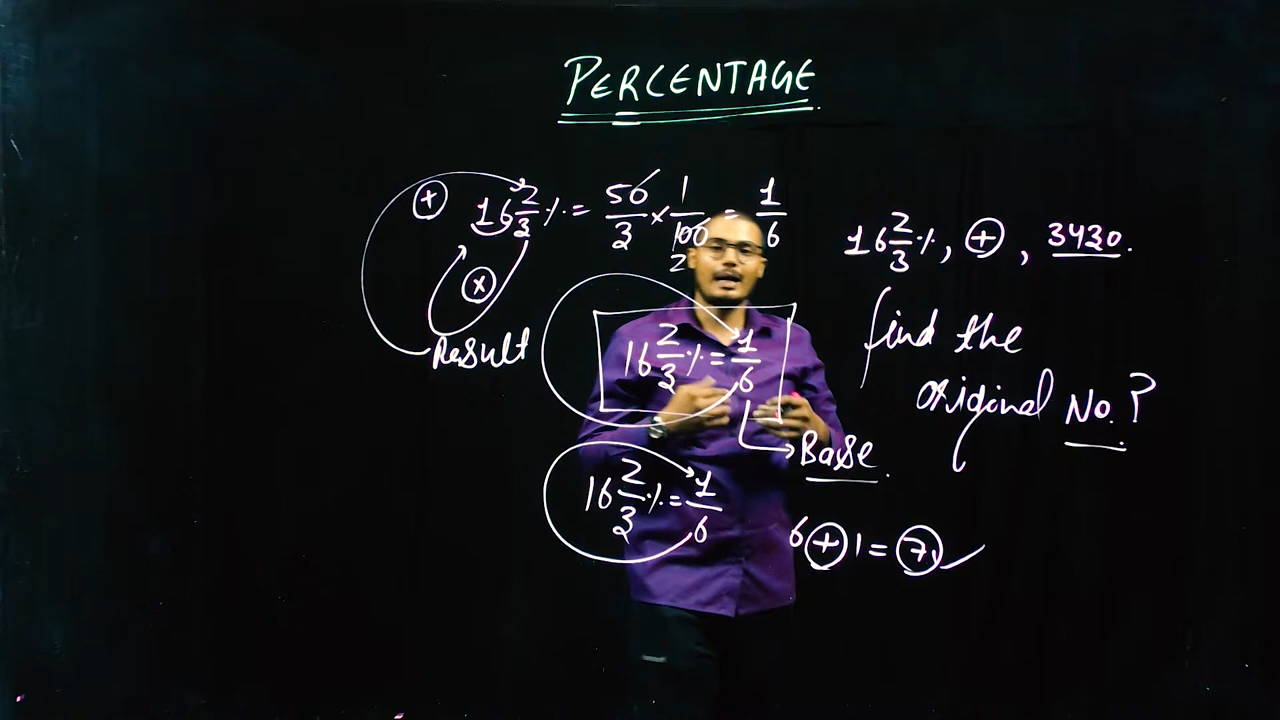 PERCENTAGE
16 2/3 % = 50/3 × 1/100 = 1/6
2
+
×
Result
16 2/3 %, +, 3430.
find the
original No.?
16 2/3 % = 1/6
Base.
16 2/3 % = 1/6
6 + 1 = 7